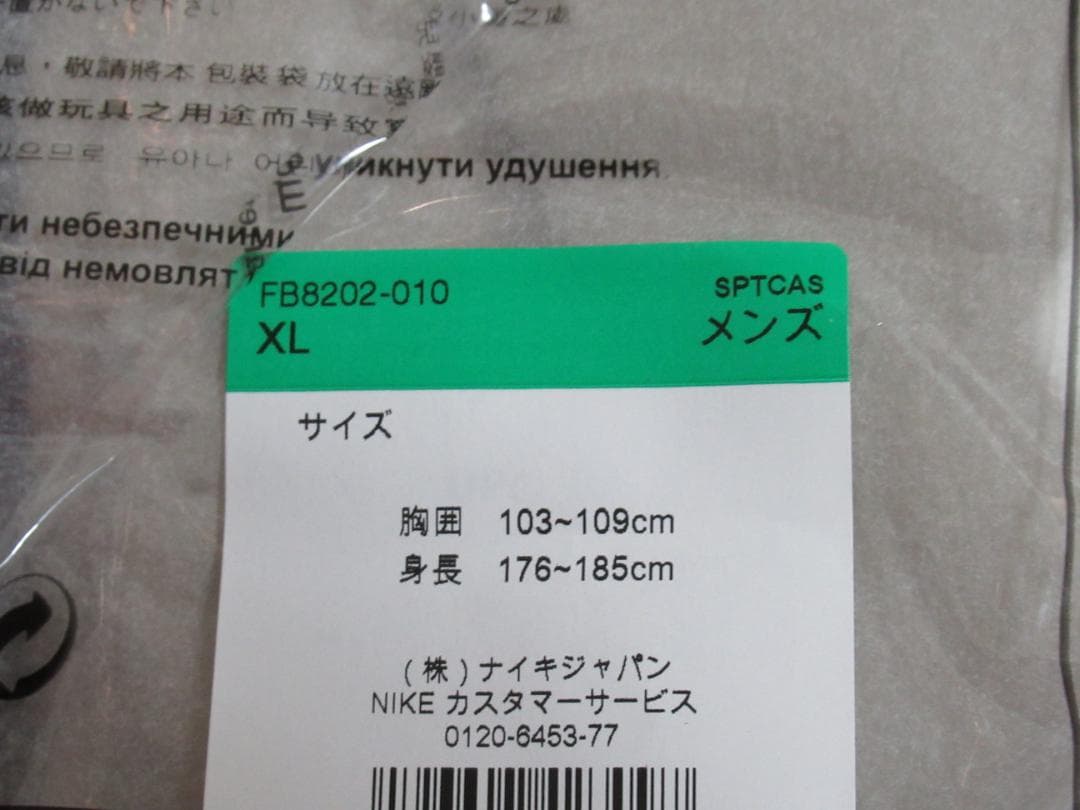 息，敬請將本 包裝袋 放在遠
做玩具之用途而导致
있으므로 유아나
уникнути удушення
ти небезпечними
від немовлят
FB8202-010
SPTCAS
XL
メンズ
サイズ
胸囲 103~109cm
身長 176~185cm
(株)ナイキジャパン
NIKE カスタマーサービス
0120-6453-77